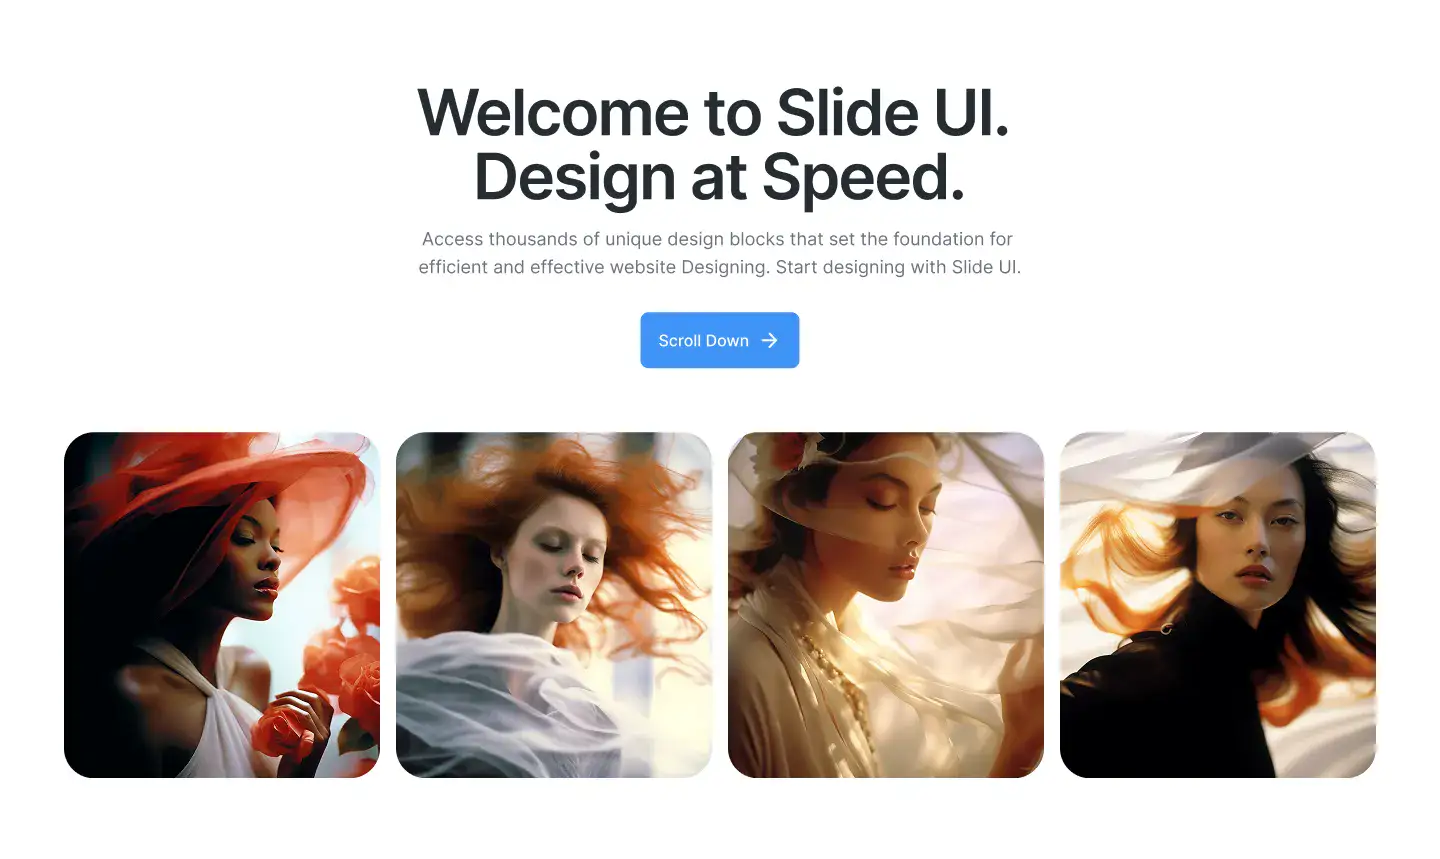 Welcome to Slide UI.
Design at Speed.
Access thousands of unique design blocks that set the foundation for
efficient and effective website Designing. Start designing with Slide UI.
Scroll Down